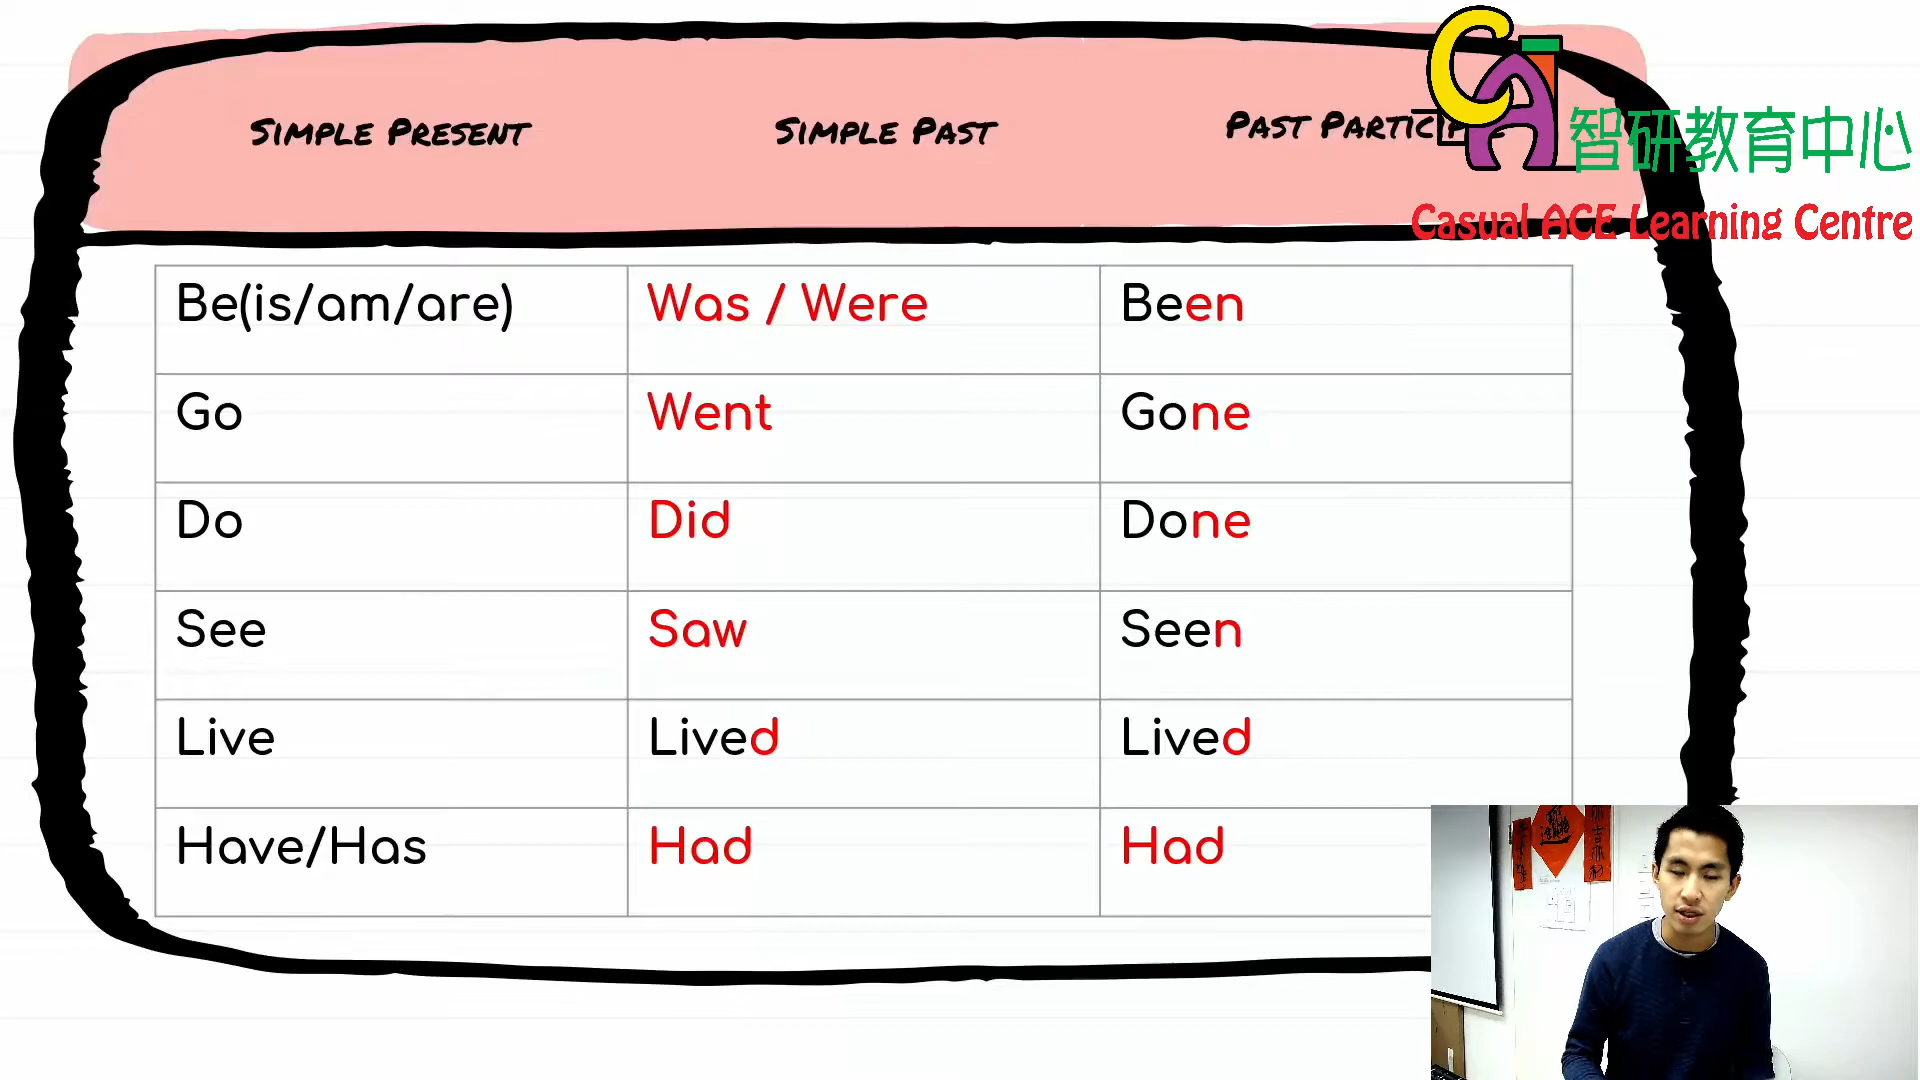 Simple Present
Simple Past
Past
智研教育中心
Casual ACE Learning Centre
Be(is/am/are)
Was / Were
Been
Go
Went
Gone
Do
Did
Done
See
Saw
Seen
Live
Lived
Lived
Have/Has
Had
Had